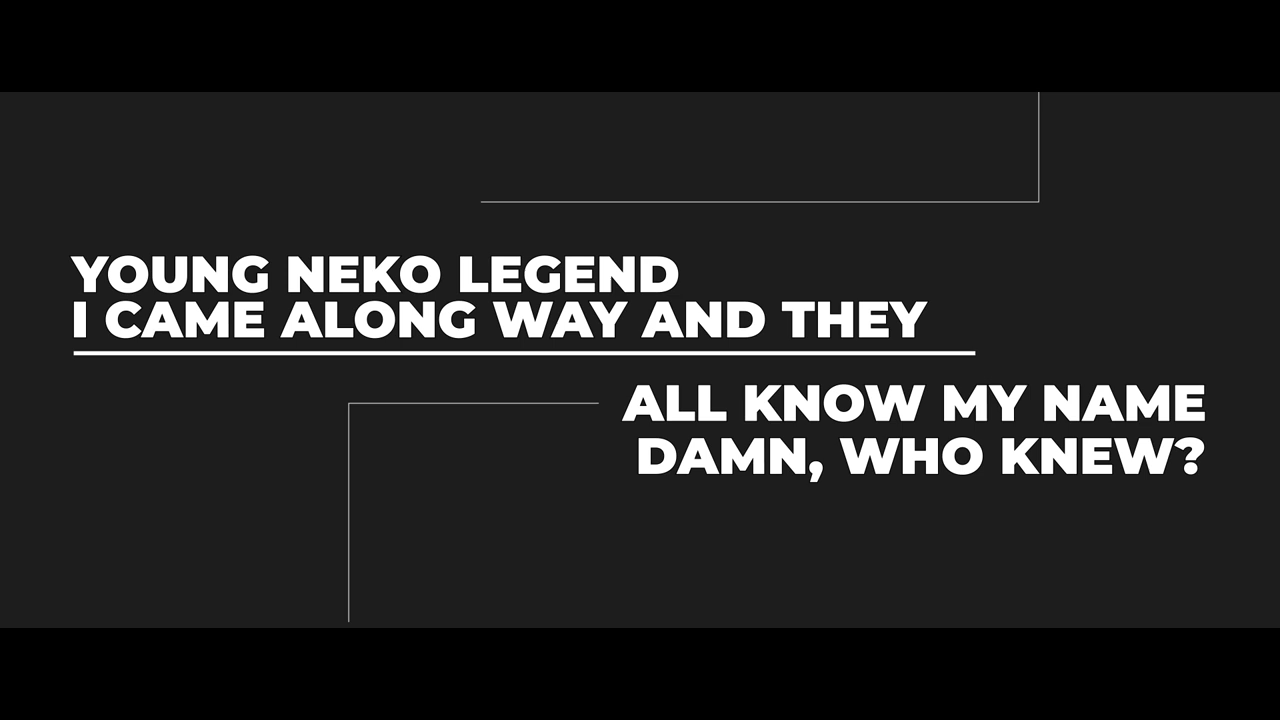 YOUNG NEKO LEGEND
I CAME ALONG WAY AND THEY
ALL KNOW MY NAME
DAMN, WHO KNEW?